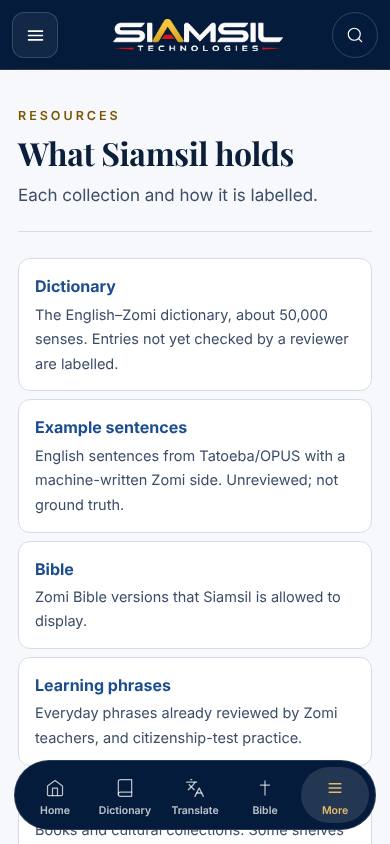 SIAMSIL
TECHNOLOGIES
RESOURCES
What Siamsil holds
Each collection and how it is labelled.
Dictionary
The English–Zomi dictionary, about 50,000
senses. Entries not yet checked by a reviewer
are labelled.
Example sentences
English sentences from Tatoeba/OPUS with a
machine-written Zomi side. Unreviewed; not
ground truth.
Bible
Zomi Bible versions that Siamsil is allowed to
display.
Learning phrases
Everyday phrases already reviewed by Zomi
teachers, and citizenship-test practice.
Home
Dictionary
Translate
Bible
More
Books and cultural collections. Some shelves